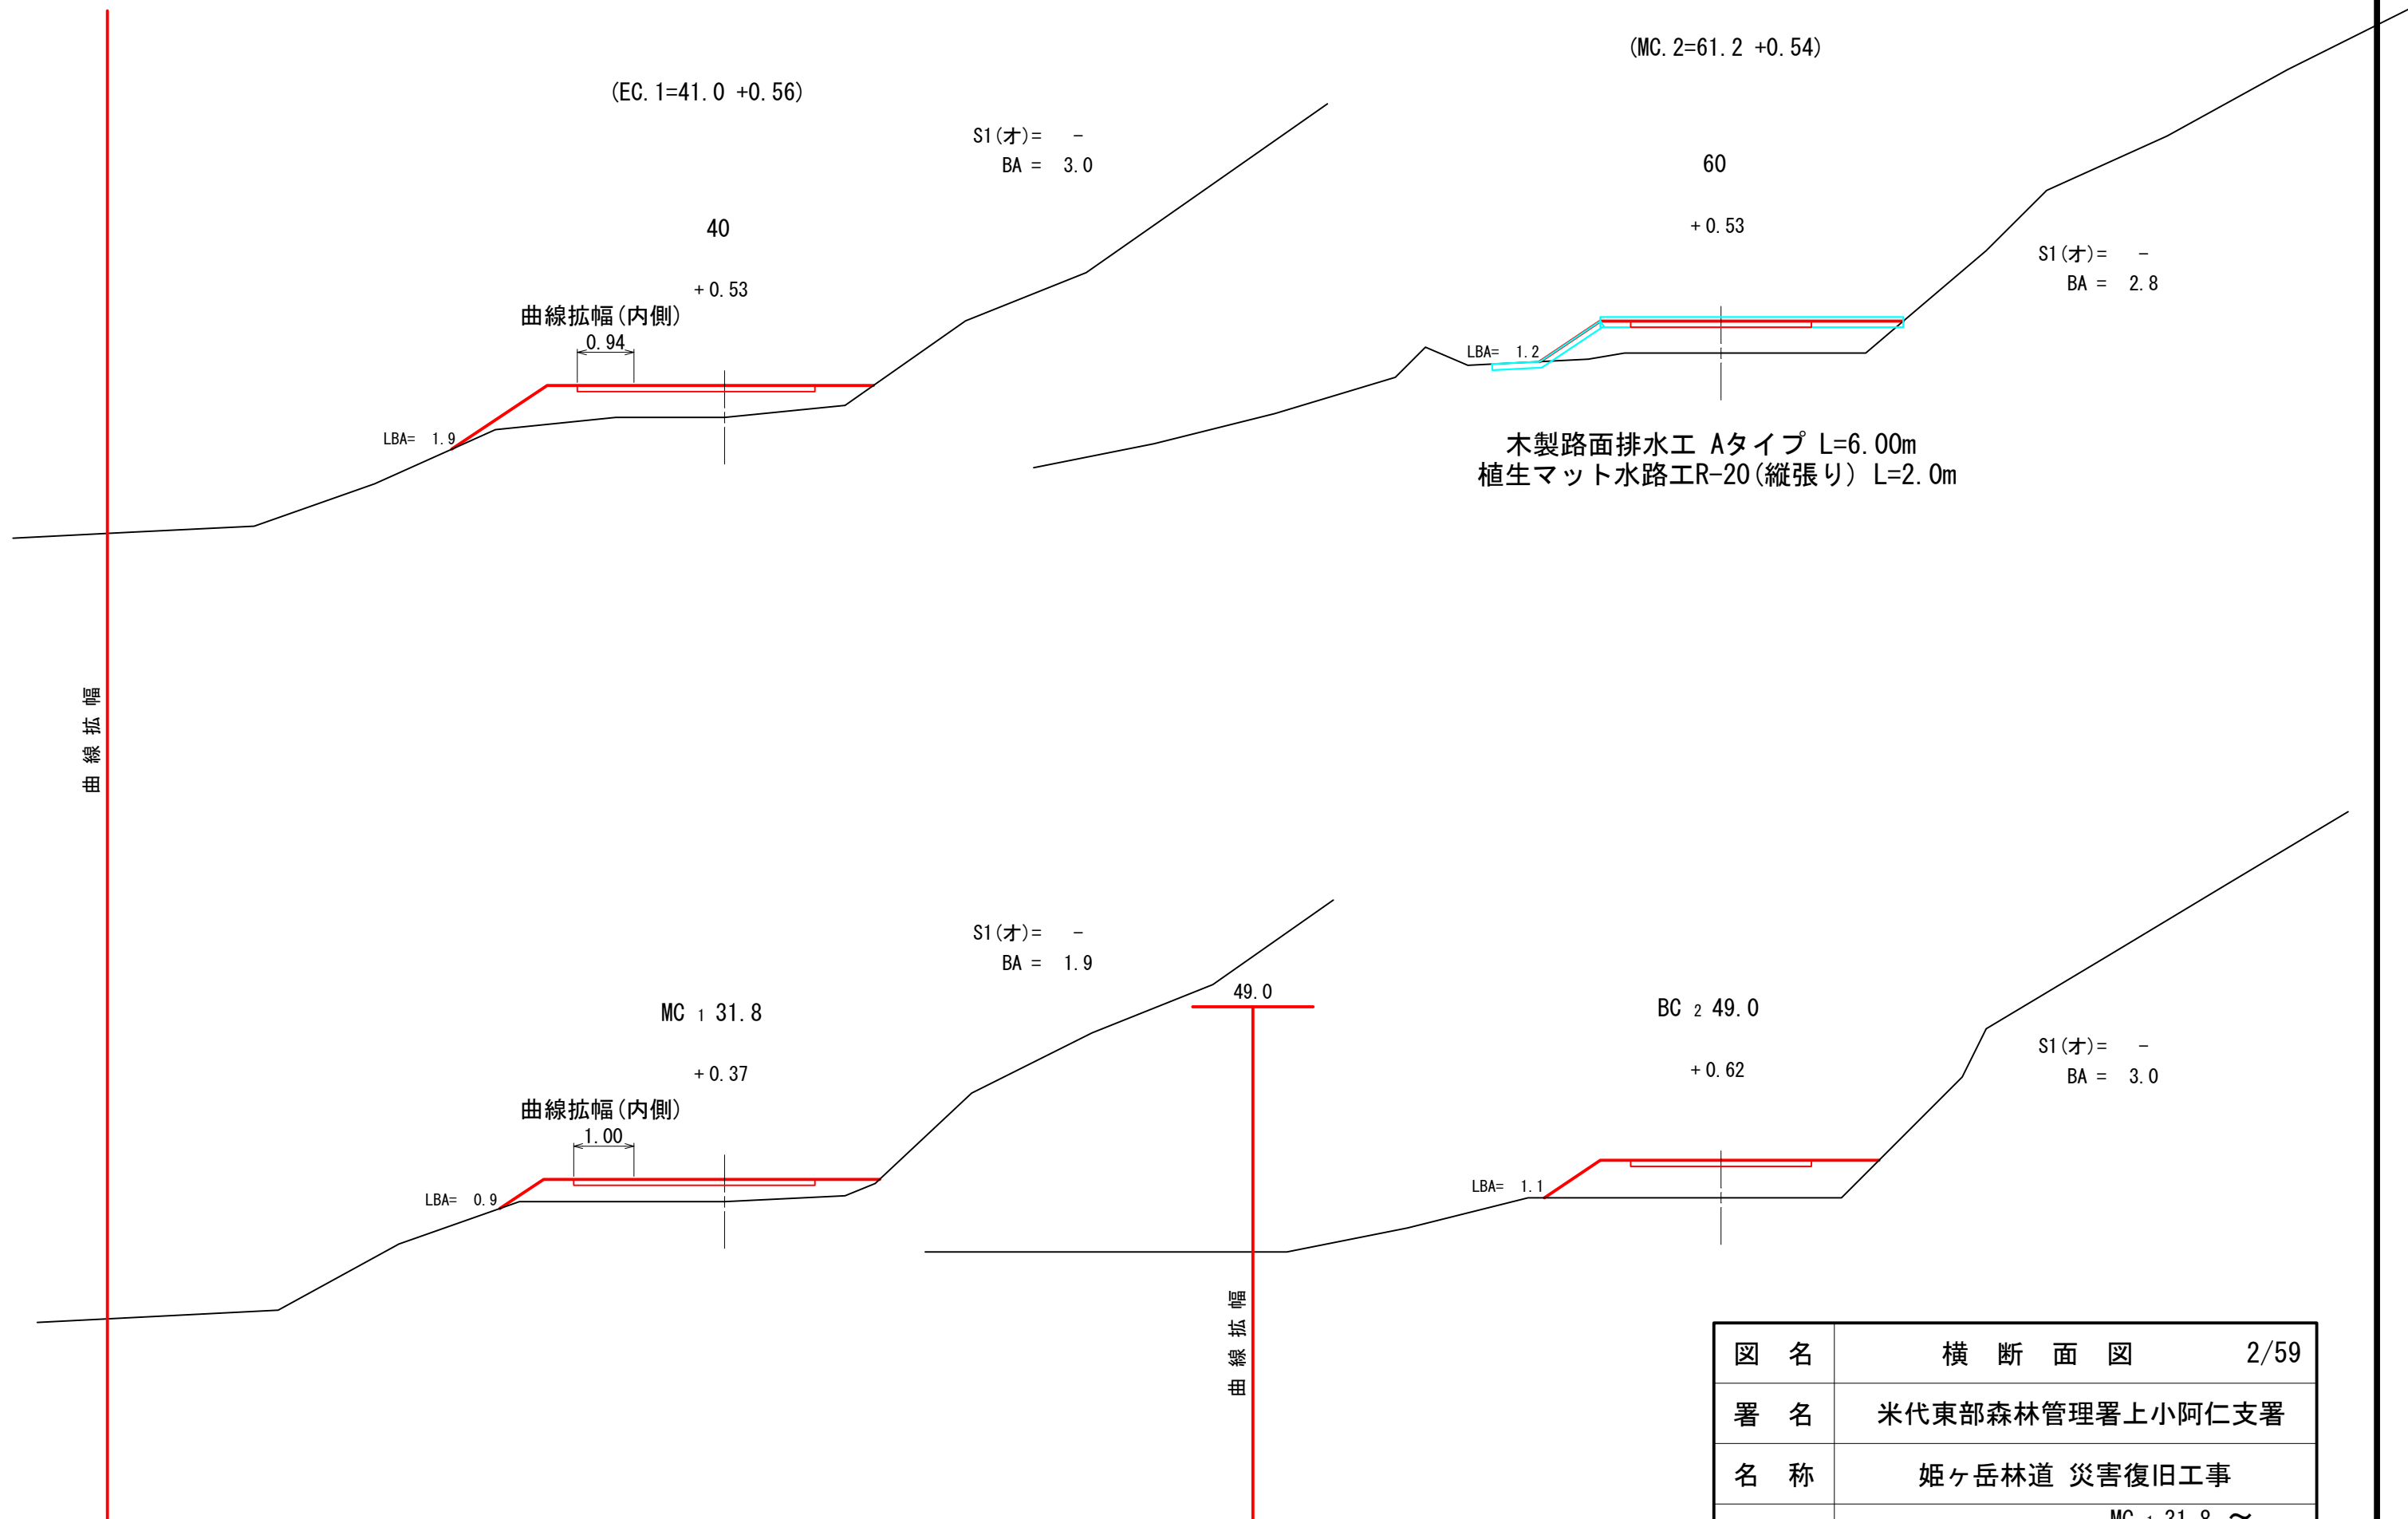 (EC.1=41.0 +0.56)
S1(オ)= -
BA = 3.0
40
+0.53
曲線拡幅(内側)
0.94
LBA= 1.9
(MC.2=61.2 +0.54)
60
+0.53
S1(オ)= -
BA = 2.8
LBA= 1.2
木製路面排水工 Aタイプ L=6.00m
植生マット水路工R-20(縦張り) L=2.0m
曲線拡幅
S1(オ)= -
BA = 1.9
MC 1 31.8
+0.37
曲線拡幅(内側)
1.00
LBA= 0.9
49.0
曲線拡幅
BC 2 49.0
+0.62
S1(オ)= -
BA = 3.0
LBA= 1.1
図 名 横 断 面 図 2/59
署 名 米代東部森林管理署上小阿仁支署
名 称 姫ヶ岳林道 災害復旧工事
MC 1 31.8 ~